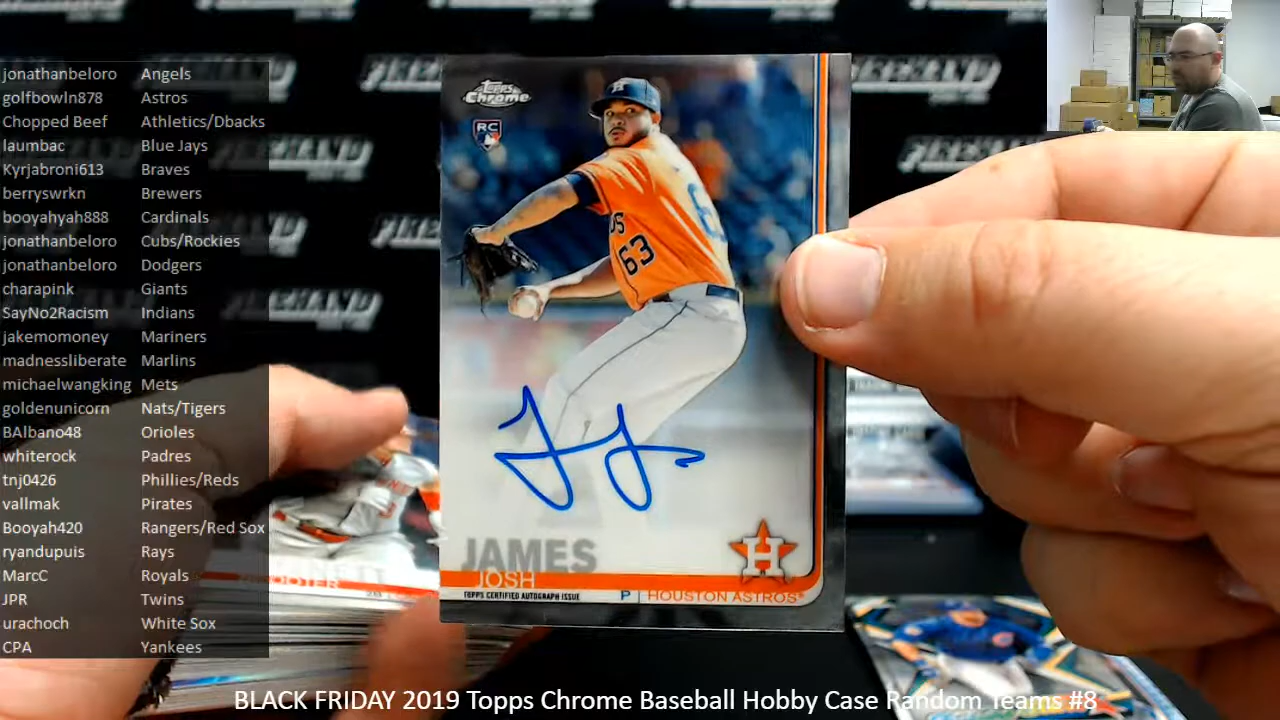 jonathanbeloro Angels
golfbowln878 Astros
Chopped Beef Athletics/Dbacks
laumbac Blue Jays
Kyrjabroni613 Braves
berryswrkn Brewers
booyahyah888 Cardinals
jonathanbeloro Cubs/Rockies
jonathanbeloro Dodgers
charapink Giants
SayNo2Racism Indians
jakemomoney Mariners
madnessliberate Marlins
michaelwangking Mets
goldenunicorn Nats/Tigers
BAlbano48 Orioles
whiterock Padres
tnj0426 Phillies/Reds
vallmak Pirates
Booyah420 Rangers/Red Sox
ryandupuis Rays
MarcC Royals
JPR Twins
urachoch White Sox
CPA Yankees
Topps
Chrome
RC
63
JAMES
JOSH
TOPPS CERTIFIED AUTOGRAPH ISSUE P HOUSTON ASTROS
H
BLACK FRIDAY 2019 Topps Chrome Baseball Hobby Case Random Teams #8